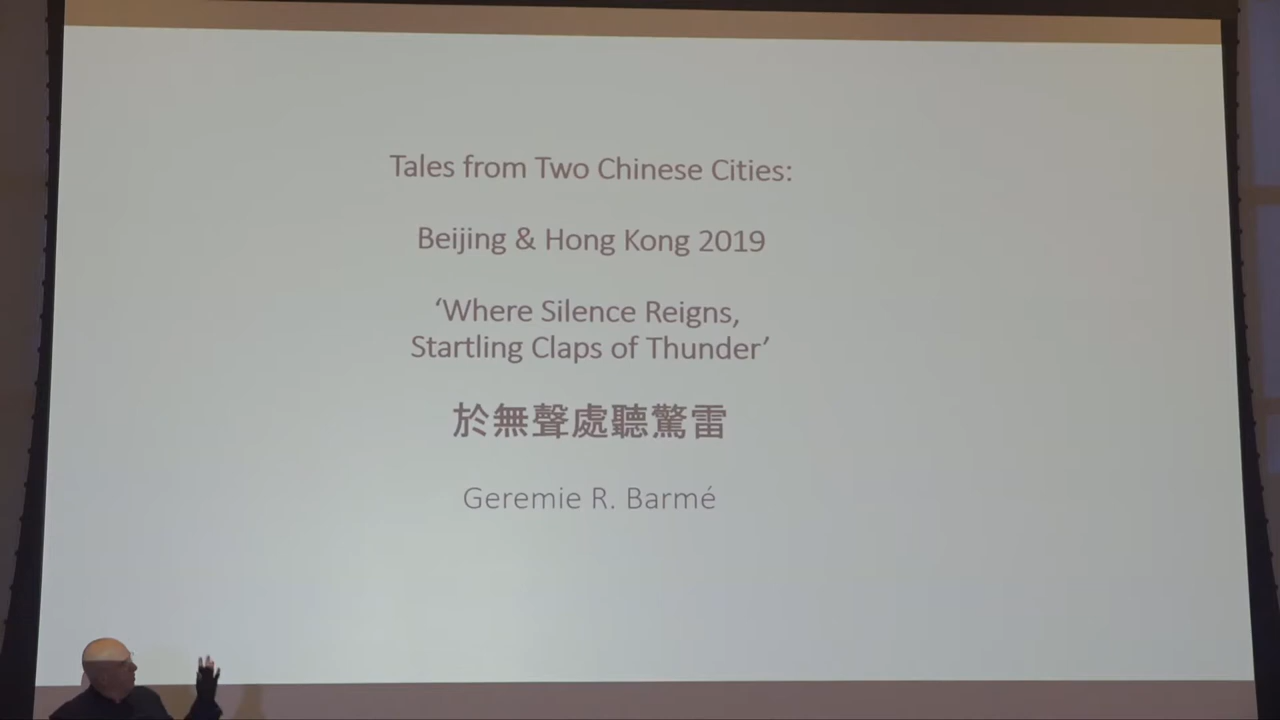 Tales from Two Chinese Cities:
Beijing & Hong Kong 2019
‘Where Silence Reigns,
Startling Claps of Thunder’
於無聲處聽驚雷
Geremie R. Barmé